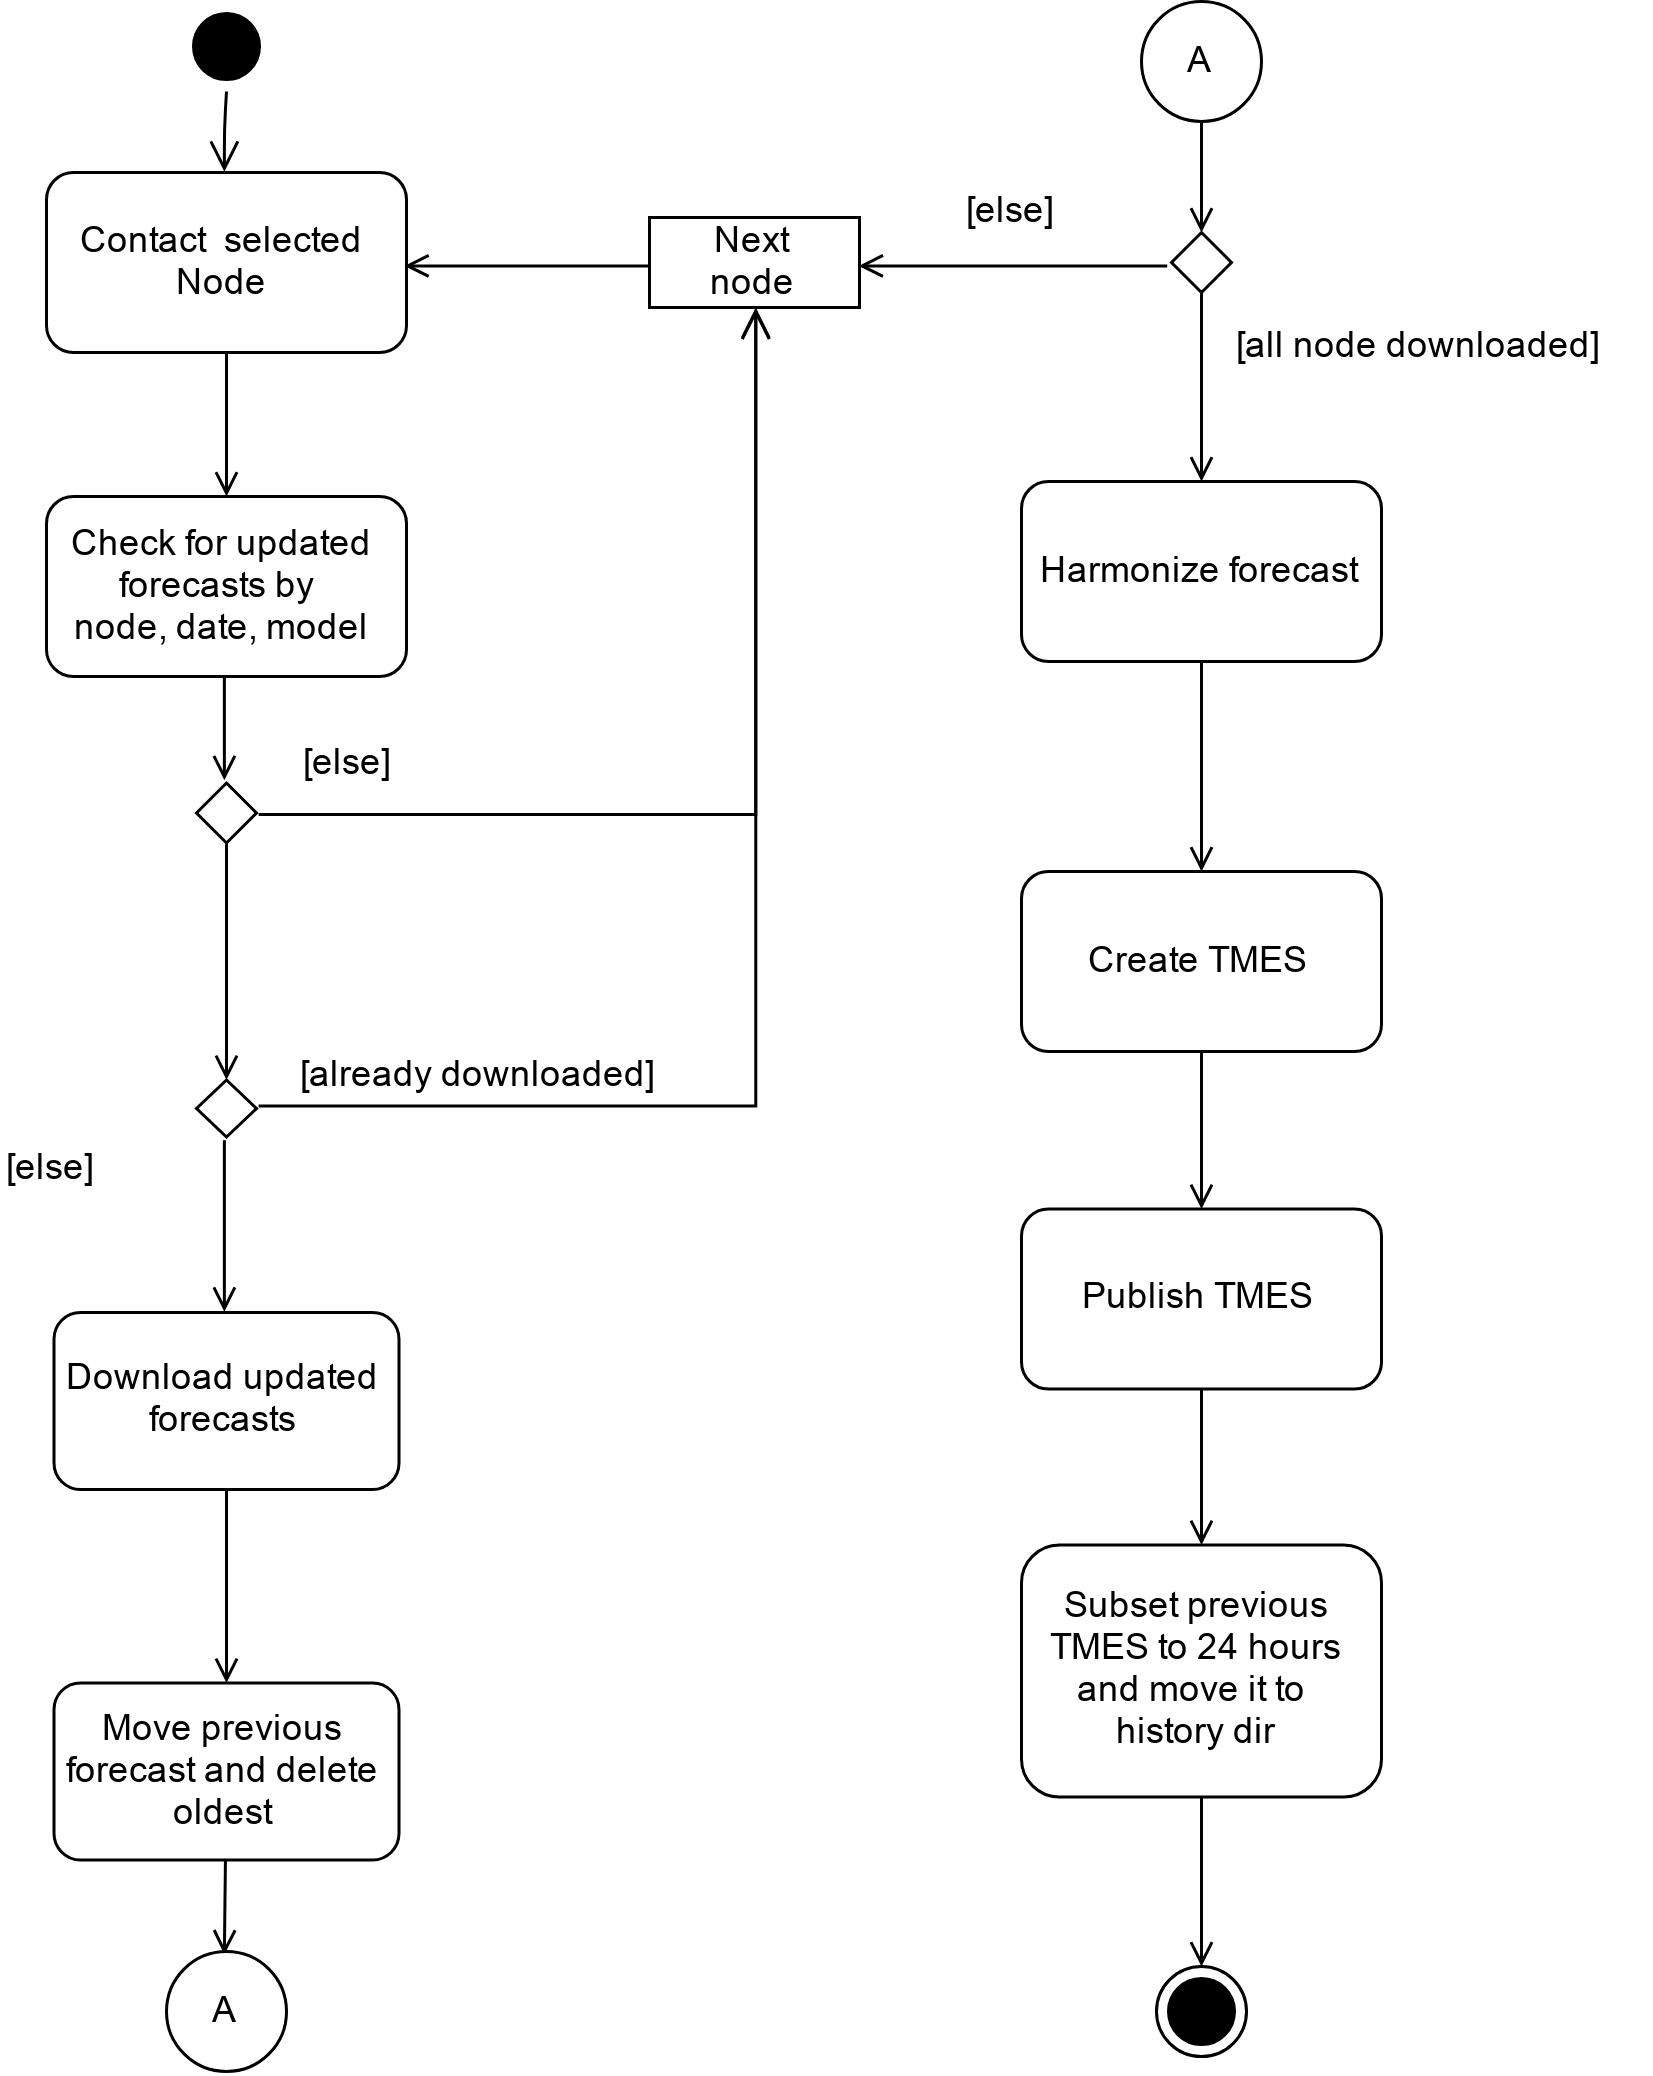 A
Contact selected
Node
Next
node
[else]
[all node downloaded]
Check for updated
forecasts by
node, date, model
Harmonize forecast
[else]
Create TMES
[already downloaded]
[else]
Publish TMES
Download updated
forecasts
Subset previous
TMES to 24 hours
and move it to
history dir
Move previous
forecast and delete
oldest
A